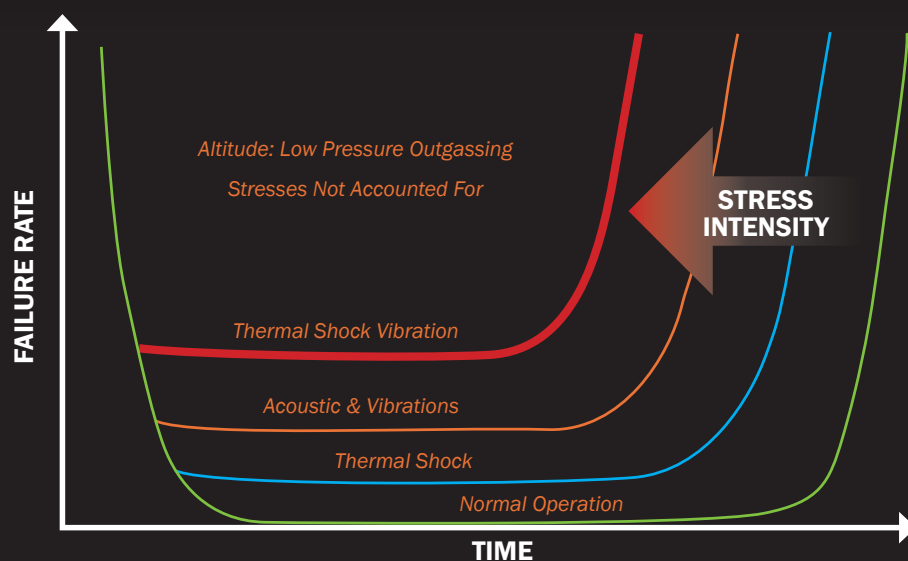 Altitude: Low Pressure Outgassing
Stresses Not Accounted For
STRESS
INTENSITY
FAILURE RATE
Thermal Shock Vibration
Acoustic & Vibrations
Thermal Shock
Normal Operation
TIME